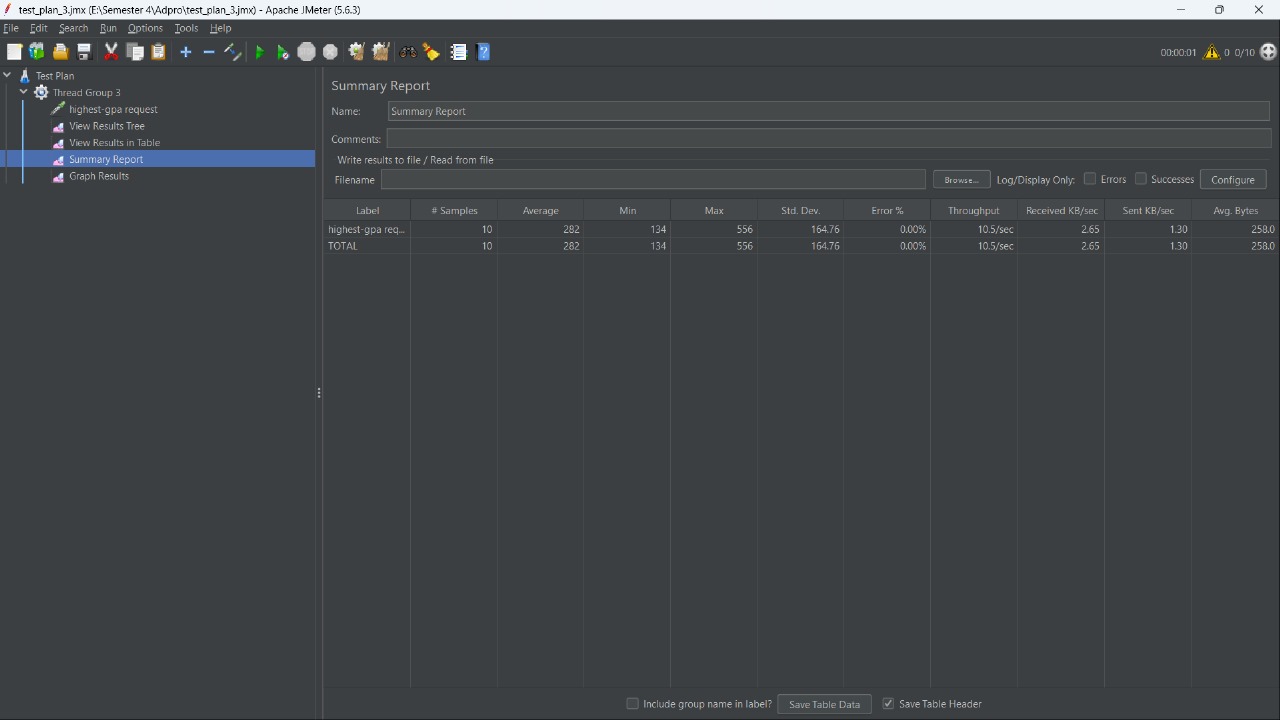 test_plan_3.jmx (E:\Semester 4\Adpro\test_plan_3.jmx) - Apache JMeter (5.6.3)
File Edit Search Run Options Tools Help
00:00:01 0 0/10
Test Plan
Thread Group 3
highest-gpa request
View Results Tree
View Results in Table
Summary Report
Graph Results
Summary Report
Name: Summary Report
Comments:
Write results to file / Read from file
Filename Browse... Log/Display Only: Errors Successes Configure
Label # Samples Average Min Max Std. Dev. Error % Throughput Received KB/sec Sent KB/sec Avg. Bytes
highest-gpa req... 10 282 134 556 164.76 0.00% 10.5/sec 2.65 1.30 258.0
TOTAL 10 282 134 556 164.76 0.00% 10.5/sec 2.65 1.30 258.0
Include group name in label? Save Table Data Save Table Header